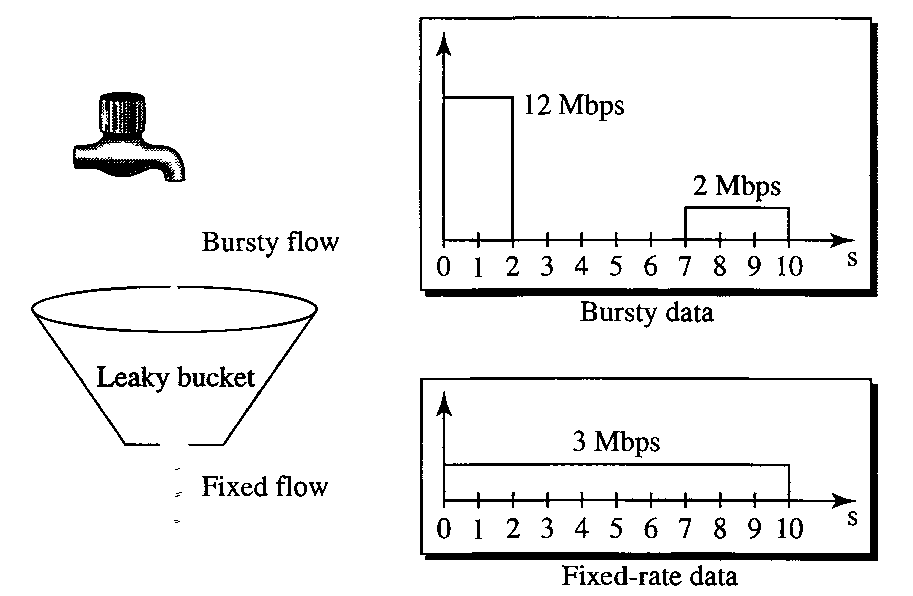 12 Mbps
2 Mbps
0 1 2 3 4 5 6 7 8 9 10 s
Bursty data
Bursty flow
Leaky bucket
Fixed flow
3 Mbps
0 1 2 3 4 5 6 7 8 9 10 s
Fixed-rate data